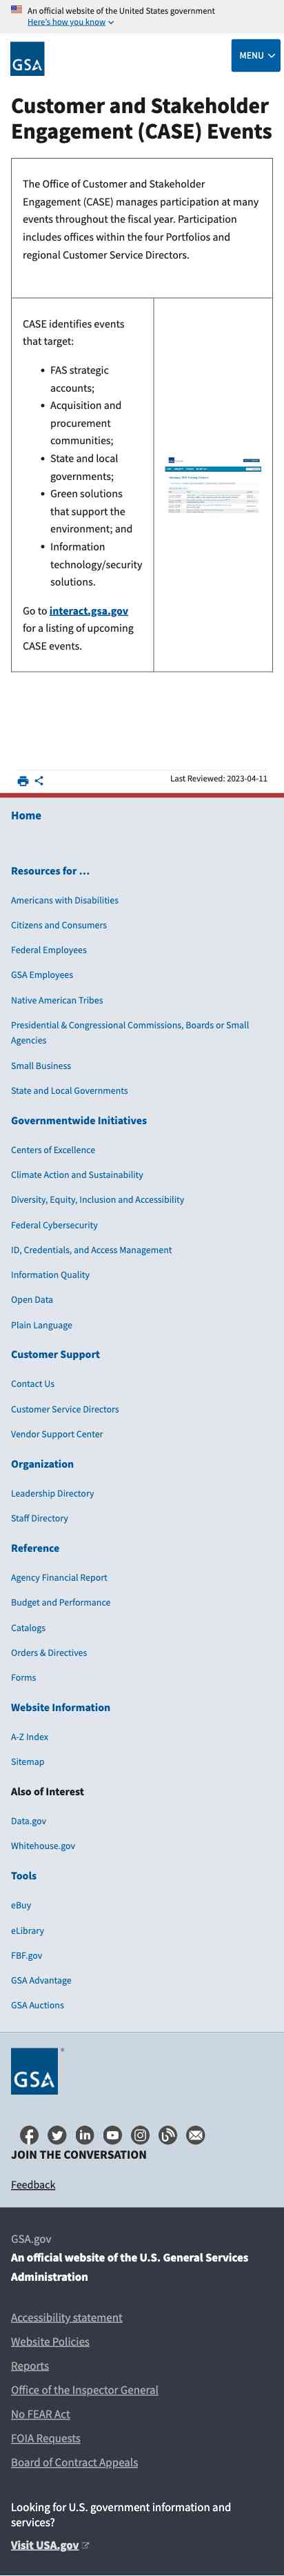 An official website of the United States government
Here's how you know
GSA
MENU
Customer and Stakeholder
Engagement (CASE) Events
The Office of Customer and Stakeholder
Engagement (CASE) manages participation at many
events throughout the fiscal year. Participation
includes offices within the four Portfolios and
regional Customer Service Directors.
CASE identifies events
that target:
• FAS strategic
accounts;
• Acquisition and
procurement
communities;
• State and local
governments;
• Green solutions
that support the
environment; and
• Information
technology/security
solutions.
Go to interact.gsa.gov
for a listing of upcoming
CASE events.
Last Reviewed: 2023-04-11
Home
Resources for …
Americans with Disabilities
Citizens and Consumers
Federal Employees
GSA Employees
Native American Tribes
Presidential & Congressional Commissions, Boards or Small
Agencies
Small Business
State and Local Governments
Governmentwide Initiatives
Centers of Excellence
Climate Action and Sustainability
Diversity, Equity, Inclusion and Accessibility
Federal Cybersecurity
ID, Credentials, and Access Management
Information Quality
Open Data
Plain Language
Customer Support
Contact Us
Customer Service Directors
Vendor Support Center
Organization
Leadership Directory
Staff Directory
Reference
Agency Financial Report
Budget and Performance
Catalogs
Orders & Directives
Forms
Website Information
A-Z Index
Sitemap
Also of Interest
Data.gov
Whitehouse.gov
Tools
eBuy
eLibrary
FBF.gov
GSA Advantage
GSA Auctions
GSA®
JOIN THE CONVERSATION
Feedback
GSA.gov
An official website of the U.S. General Services
Administration
Accessibility statement
Website Policies
Reports
Office of the Inspector General
No FEAR Act
FOIA Requests
Board of Contract Appeals
Looking for U.S. government information and
services?
Visit USA.gov